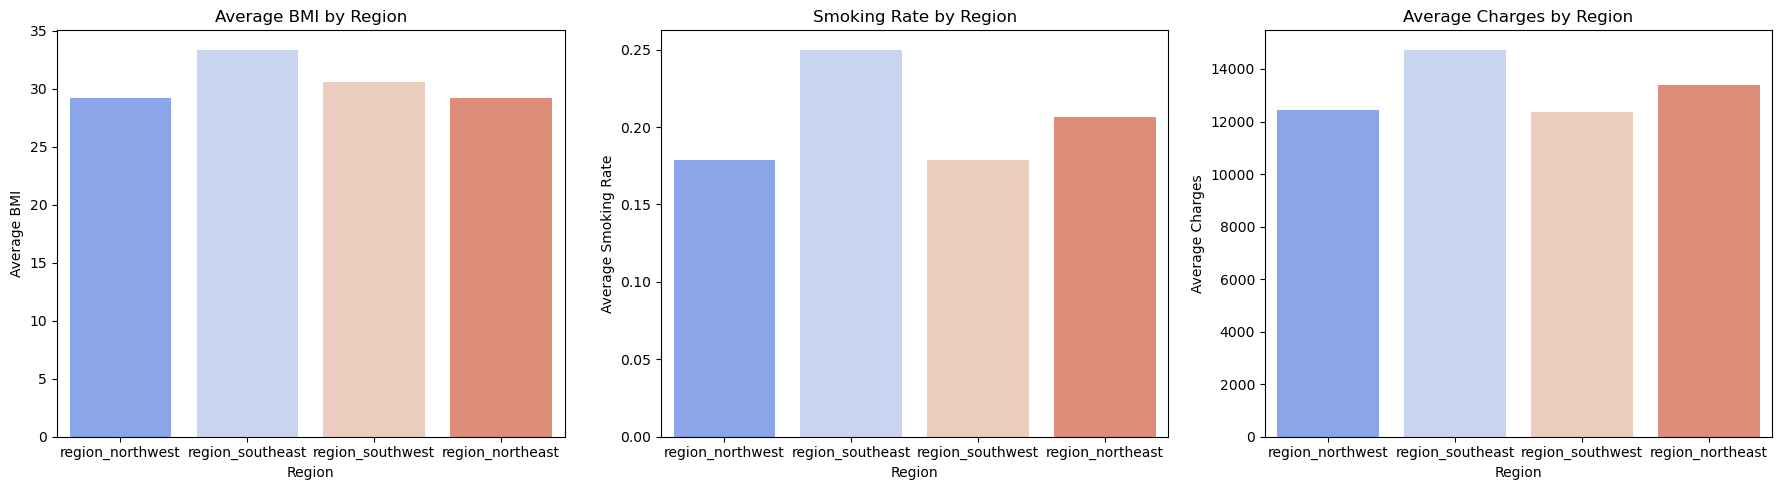 Average BMI by Region
35
30
25
20
15
10
5
0
Average BMI
region_northwest region_southeast region_southwest region_northeast
Region
Smoking Rate by Region
0.25
0.20
0.15
0.10
0.05
0.00
Average Smoking Rate
region_northwest region_southeast region_southwest region_northeast
Region
Average Charges by Region
14000
12000
10000
8000
6000
4000
2000
0
Average Charges
region_northwest region_southeast region_southwest region_northeast
Region